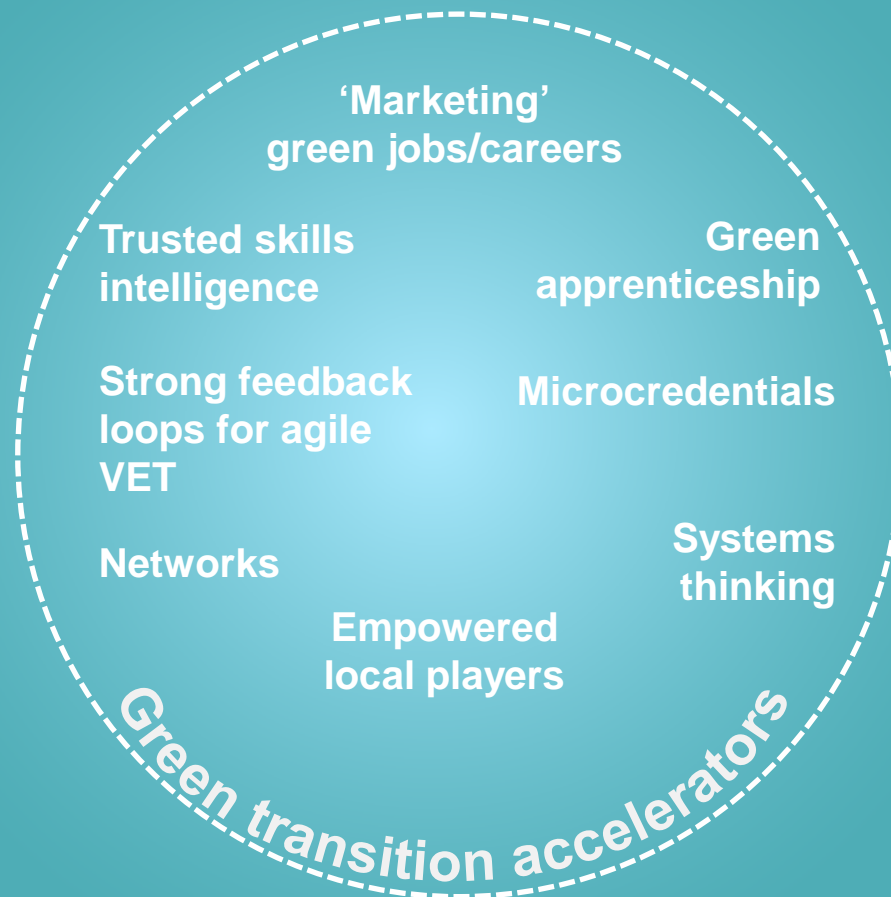 ‘Marketing’
green jobs/careers
Trusted skills
intelligence
Green
apprenticeship
Strong feedback
loops for agile
VET
Microcredentials
Networks
Systems
thinking
Empowered
local players
Green transition accelerators